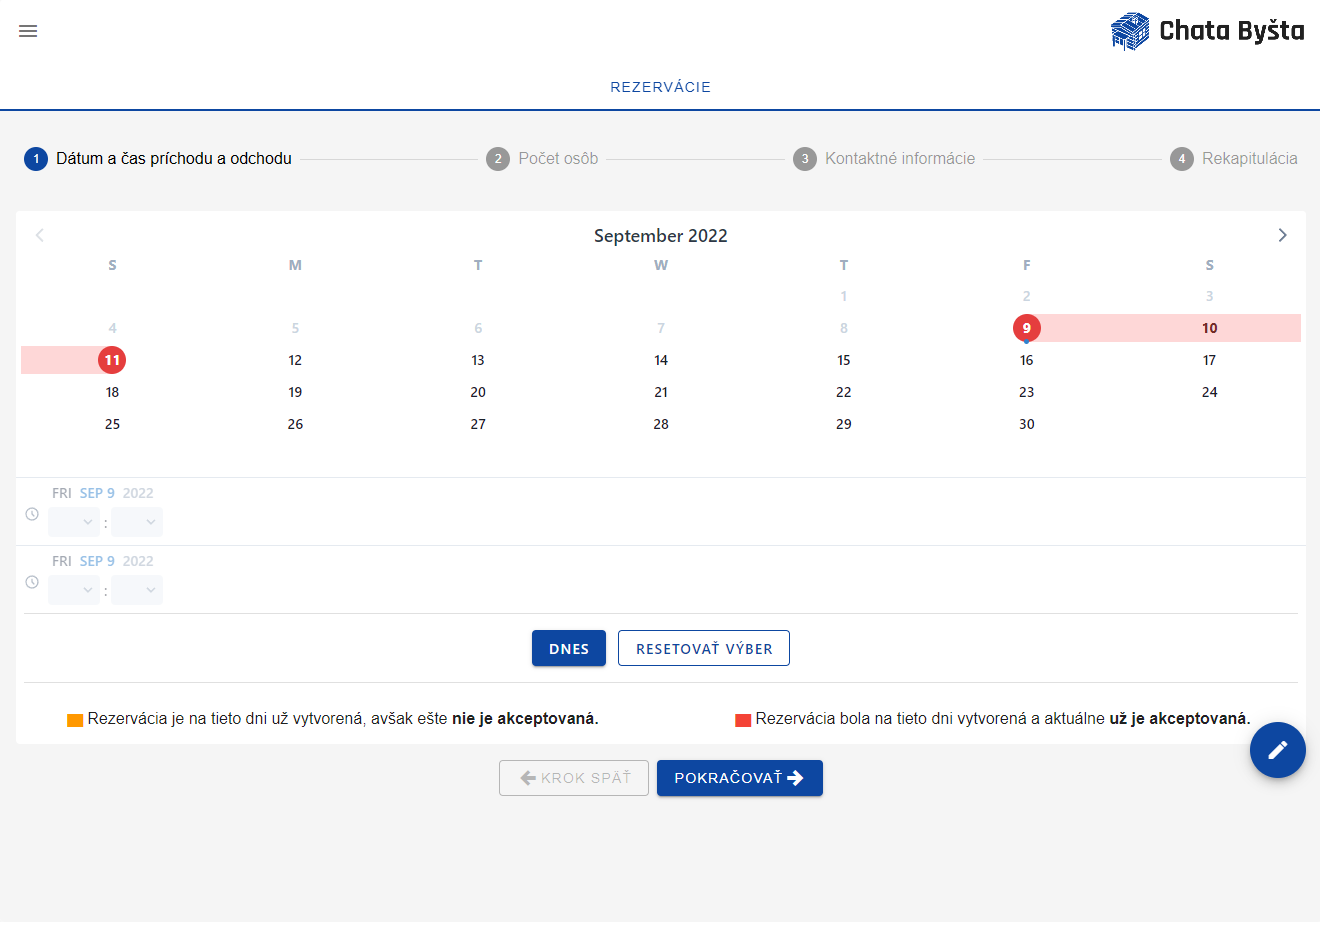 Chata Byšta
REZERVÁCIE
1 Dátum a čas príchodu a odchodu 2 Počet osôb 3 Kontaktné informácie 4 Rekapitulácia
September 2022
S M T W T F S
1 2 3
4 5 6 7 8 9 10
11 12 13 14 15 16 17
18 19 20 21 22 23 24
25 26 27 28 29 30
FRI SEP 9 2022
:
FRI SEP 9 2022
:
DNES RESETOVAŤ VÝBER
Rezervácia je na tieto dni už vytvorená, avšak ešte nie je akceptovaná. Rezervácia bola na tieto dni vytvorená a aktuálne už je akceptovaná.
KROK SPÄŤ POKRAČOVAŤ